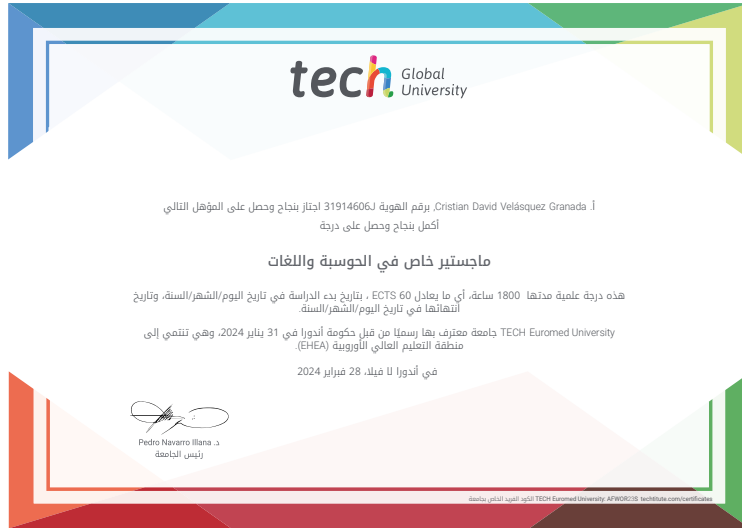 tech Global
University
أ. Cristian David Velásquez Granada, برقم الهوية 31914606J اجتاز بنجاح وحصل على المؤهل التالي
أكمل بنجاح وحصل على درجة
ماجستير خاص في الحوسبة واللغات
هذه درجة علمية مدتها 1800 ساعة، أي ما يعادل 60 ECTS ، بتاريخ بدء الدراسة في تاريخ اليوم/الشهر/السنة، وتاريخ
انتهائها في تاريخ اليوم/الشهر/السنة.
TECH Euromed University جامعة معترف بها رسميًا من قبل حكومة أندورا في 31 يناير 2024، وهي تنتمي إلى
منطقة التعليم العالي الأوروبية (EHEA).
في أندورا لا فيلا، 28 فبراير 2024
د. Pedro Navarro Illana
رئيس الجامعة
الكود الفريد الخاص بجامعة TECH Euromed University: AFWOR23S techtitute.com/certificates